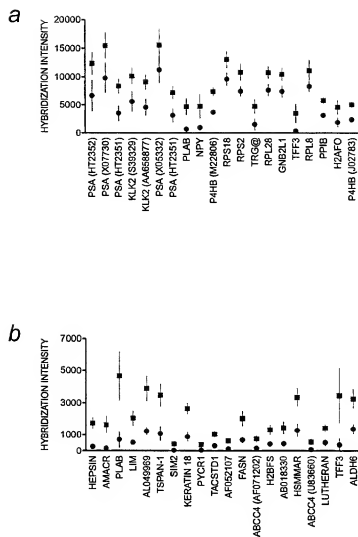 a
HYBRIDIZATION INTENSITY
20000
15000
10000
5000
0
PSA (HT2352)
PSA (X07730)
PSA (HT2351)
KLK2 (S39329)
KLK2 (AA658877)
PSA (X05332)
PSA (HT2351)
PLAB
NPY
P4HB (M22806)
RPS18
RPS2
TRG@
RPL28
GNB2L1
TFF3
RPL8
PPIB
H2AFO
P4HB (J02783)
b
HYBRIDIZATION INTENSITY
7000
5000
3000
1000
0
HEPSIN
AMACR
PLAB
LIM
AL049969
TSPAN-1
SIM2
KERATIN 18
PYCR1
TACSTD1
AF052107
FASN
ABCC4 (AF071202)
H2BFS
AB018330
HSMMAR
ABCC4 (U83660)
LUTHERAN
TFF3
ALDH6